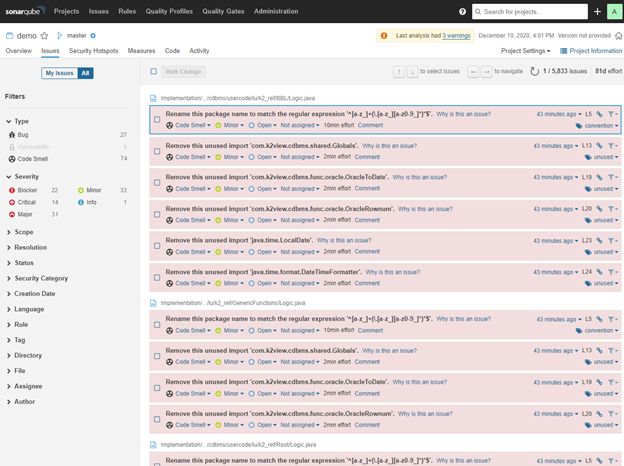 sonarqube Projects Issues Rules Quality Profiles Quality Gates Administration Search for projects... A
demo master Last analysis had 3 warnings December 10, 2020, 4:01 PM Version not provided
Overview Issues Security Hotspots Measures Code Activity Project Settings Project Information
My Issues All Bulk Change to select issues to navigate 1 / 5,833 issues 81d effort
Filters
Type
Bug 27
Vulnerability 0
Code Smell 74
Severity
Blocker 22 Minor 33
Critical 14 Info 1
Major 31
Scope
Resolution
Status
Security Category
Creation Date
Language
Rule
Tag
Directory
File
Assignee
Author
Implementation/.../cdbms/usercode/lu/k2_ref/BBL/Logic.java
Rename this package name to match the regular expression '^[a-z_]+(\.[a-z_][a-z0-9_]*)*$'. Why is this an issue? 43 minutes ago L5
Code Smell Minor Open Not assigned 10min effort Comment convention
Remove this unused import 'com.k2view.cdbms.shared.Globals'. Why is this an issue? 43 minutes ago L13
Code Smell Minor Open Not assigned 2min effort Comment unused
Remove this unused import 'com.k2view.cdbms.func.oracle.OracleToDate'. Why is this an issue? 43 minutes ago L19
Code Smell Minor Open Not assigned 2min effort Comment unused
Remove this unused import 'com.k2view.cdbms.func.oracle.OracleRownum'. Why is this an issue? 43 minutes ago L20
Code Smell Minor Open Not assigned 2min effort Comment unused
Remove this unused import 'java.time.LocalDate'. Why is this an issue? 43 minutes ago L23
Code Smell Minor Open Not assigned 2min effort Comment unused
Remove this unused import 'java.time.format.DateTimeFormatter'. Why is this an issue? 43 minutes ago L24
Code Smell Minor Open Not assigned 2min effort Comment unused
Implementation/.../lu/k2_ref/GenericFunctions/Logic.java
Rename this package name to match the regular expression '^[a-z_]+(\.[a-z_][a-z0-9_]*)*$'. Why is this an issue? 43 minutes ago L5
Code Smell Minor Open Not assigned 10min effort Comment convention
Remove this unused import 'com.k2view.cdbms.shared.Globals'. Why is this an issue? 43 minutes ago L13
Code Smell Minor Open Not assigned 2min effort Comment unused
Remove this unused import 'com.k2view.cdbms.func.oracle.OracleToDate'. Why is this an issue? 43 minutes ago L19
Code Smell Minor Open Not assigned 2min effort Comment unused
Remove this unused import 'com.k2view.cdbms.func.oracle.OracleRownum'. Why is this an issue? 43 minutes ago L20
Code Smell Minor Open Not assigned 2min effort Comment unused
Implementation/.../cdbms/usercode/lu/k2_ref/Root/Logic.java
Rename this package name to match the regular expression '^[a-z_]+(\.[a-z_][a-z0-9_]*)*$'. Why is this an issue? 43 minutes ago L5